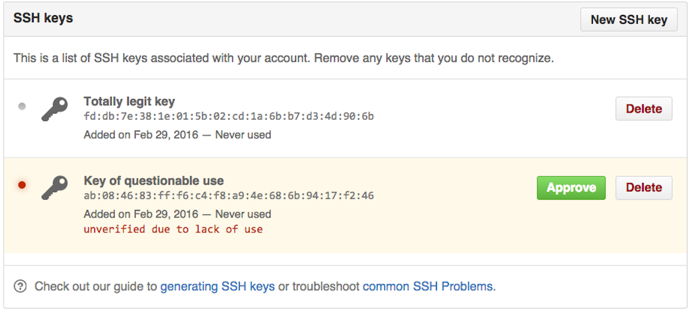 SSH keys
New SSH key
This is a list of SSH keys associated with your account. Remove any keys that you do not recognize.
Totally legit key
fd:db:7e:38:1e:01:5b:02:cd:1a:6b:b7:d3:4d:90:6b
Added on Feb 29, 2016 — Never used
Delete
Key of questionable use
ab:08:46:83:ff:f6:c4:f8:a9:4e:68:6b:94:17:f2:46
Added on Feb 29, 2016 — Never used
unverified due to lack of use
Approve
Delete
Check out our guide to generating SSH keys or troubleshoot common SSH Problems.